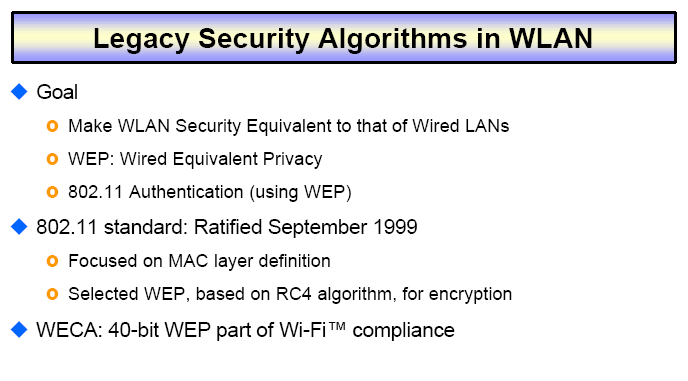 Legacy Security Algorithms in WLAN
Goal
Make WLAN Security Equivalent to that of Wired LANs
WEP: Wired Equivalent Privacy
802.11 Authentication (using WEP)
802.11 standard: Ratified September 1999
Focused on MAC layer definition
Selected WEP, based on RC4 algorithm, for encryption
WECA: 40-bit WEP part of Wi-Fi™ compliance